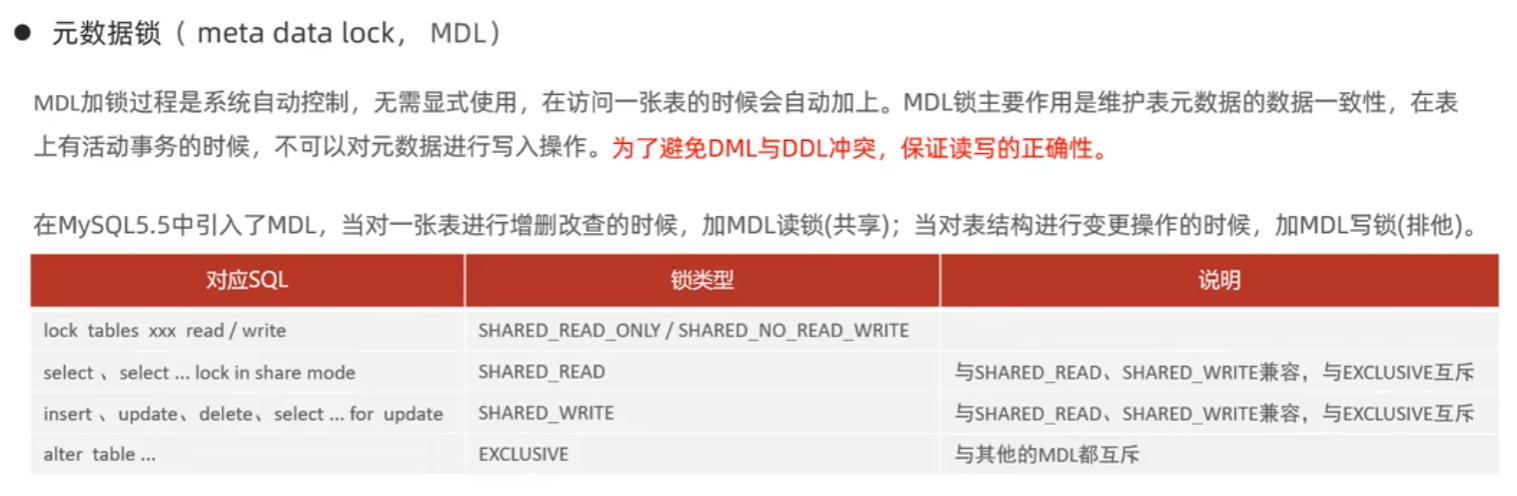 ● 元数据锁（ meta data lock， MDL）
MDL加锁过程是系统自动控制，无需显式使用，在访问一张表的时候会自动加上。MDL锁主要作用是维护表元数据的数据一致性，在表
上有活动事务的时候，不可以对元数据进行写入操作。为了避免DML与DDL冲突，保证读写的正确性。
在MySQL5.5中引入了MDL，当对一张表进行增删改查的时候，加MDL读锁(共享)；当对表结构进行变更操作的时候，加MDL写锁(排他)。
对应SQL 锁类型 说明
lock tables xxx read / write SHARED_READ_ONLY / SHARED_NO_READ_WRITE
select 、select ... lock in share mode SHARED_READ 与SHARED_READ、SHARED_WRITE兼容，与EXCLUSIVE互斥
insert 、update、delete、select ... for update SHARED_WRITE 与SHARED_READ、SHARED_WRITE兼容，与EXCLUSIVE互斥
alter table ... EXCLUSIVE 与其他的MDL都互斥